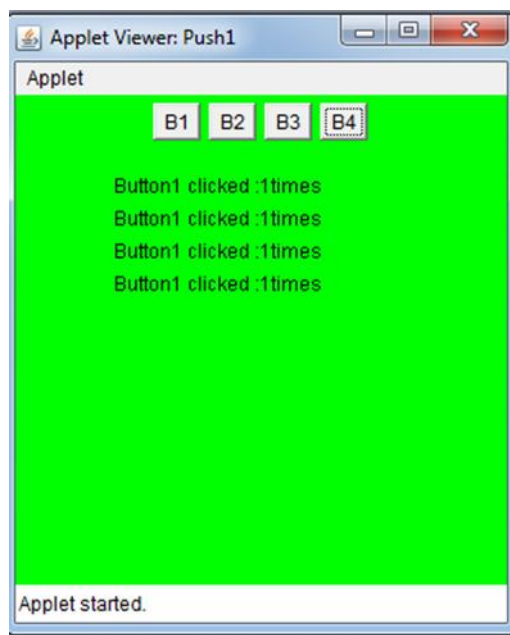 Applet Viewer: Push1
Applet
B1 B2 B3 B4
Button1 clicked :1times
Button1 clicked :1times
Button1 clicked :1times
Button1 clicked :1times
Applet started.